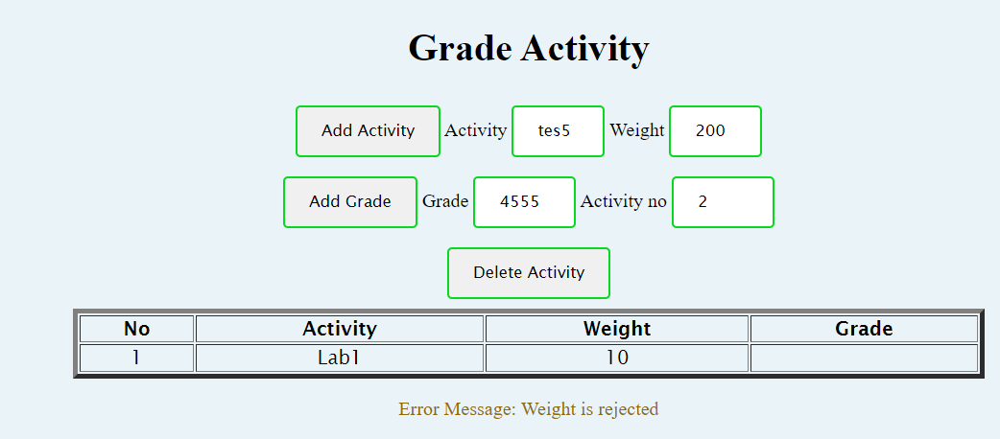 Grade Activity
Add Activity Activity tes5 Weight 200
Add Grade Grade 4555 Activity no 2
Delete Activity
No Activity Weight Grade
1 Lab1 10
Error Message: Weight is rejected